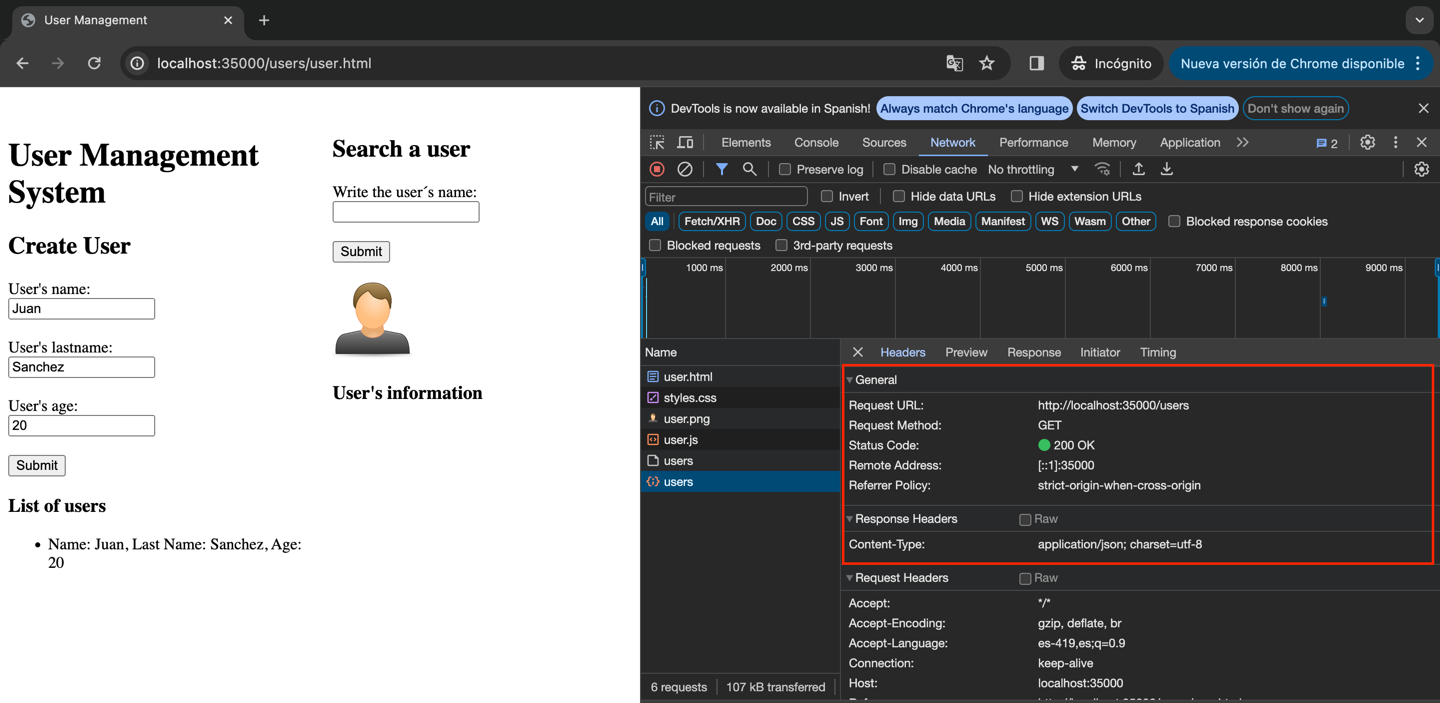 User Management
localhost:35000/users/user.html
Incógnito
Nueva versión de Chrome disponible
User Management
System
Create User
User's name:
Juan
User's lastname:
Sanchez
User's age:
20
Submit
List of users
Name: Juan, Last Name: Sanchez, Age:
20
Search a user
Write the user´s name:
Submit
User's information
DevTools is now available in Spanish! Always match Chrome's language Switch DevTools to Spanish Don't show again
Elements Console Sources Network Performance Memory Application 2
Preserve log Disable cache No throttling
Filter Invert Hide data URLs Hide extension URLs
All Fetch/XHR Doc CSS JS Font Img Media Manifest WS Wasm Other Blocked response cookies
Blocked requests 3rd-party requests
1000 ms 2000 ms 3000 ms 4000 ms 5000 ms 6000 ms 7000 ms 8000 ms 9000 ms
Name
user.html
styles.css
user.png
user.js
users
users
6 requests 107 kB transferred
Headers Preview Response Initiator Timing
General
Request URL: http://localhost:35000/users
Request Method: GET
Status Code: 200 OK
Remote Address: [::1]:35000
Referrer Policy: strict-origin-when-cross-origin
Response Headers Raw
Content-Type: application/json; charset=utf-8
Request Headers Raw
Accept: */*
Accept-Encoding: gzip, deflate, br
Accept-Language: es-419,es;q=0.9
Connection: keep-alive
Host: localhost:35000